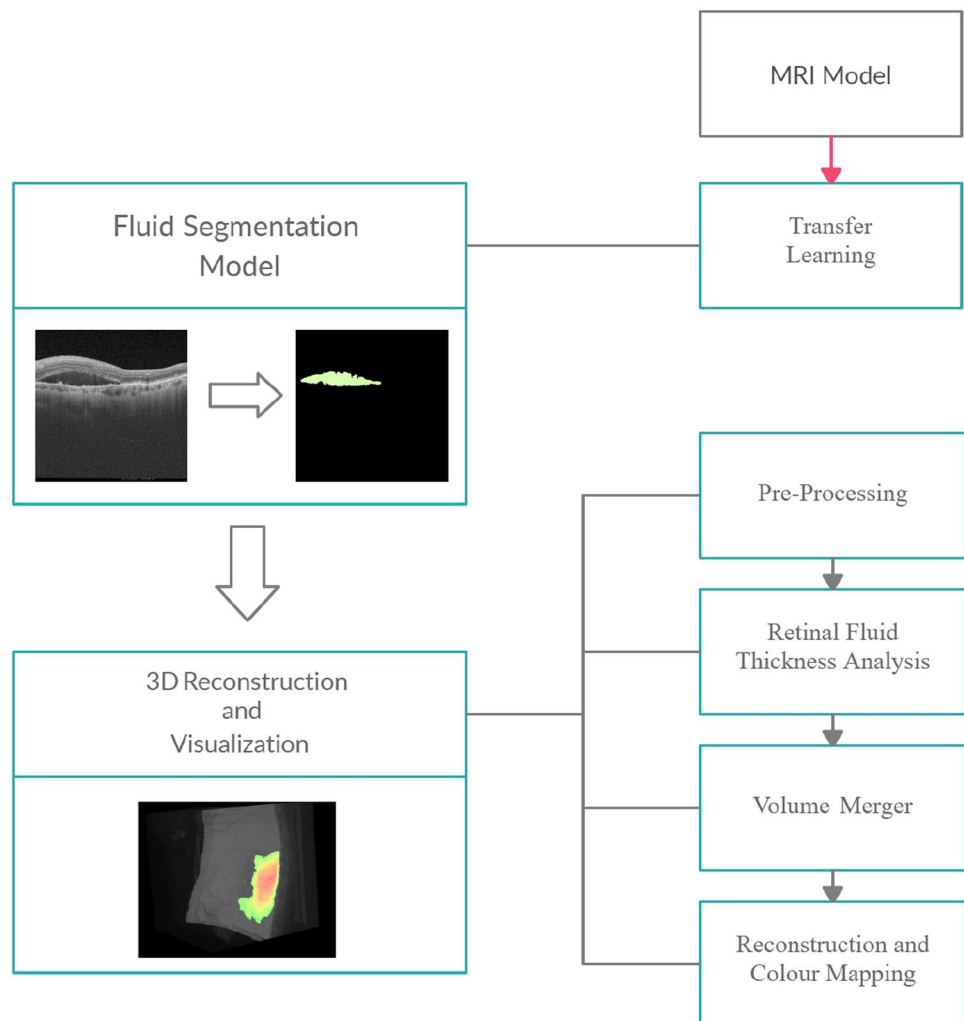 MRI Model
Fluid Segmentation
Model
Transfer
Learning
Pre-Processing
Retinal Fluid
Thickness Analysis
3D Reconstruction
and
Visualization
Volume Merger
Reconstruction and
Colour Mapping